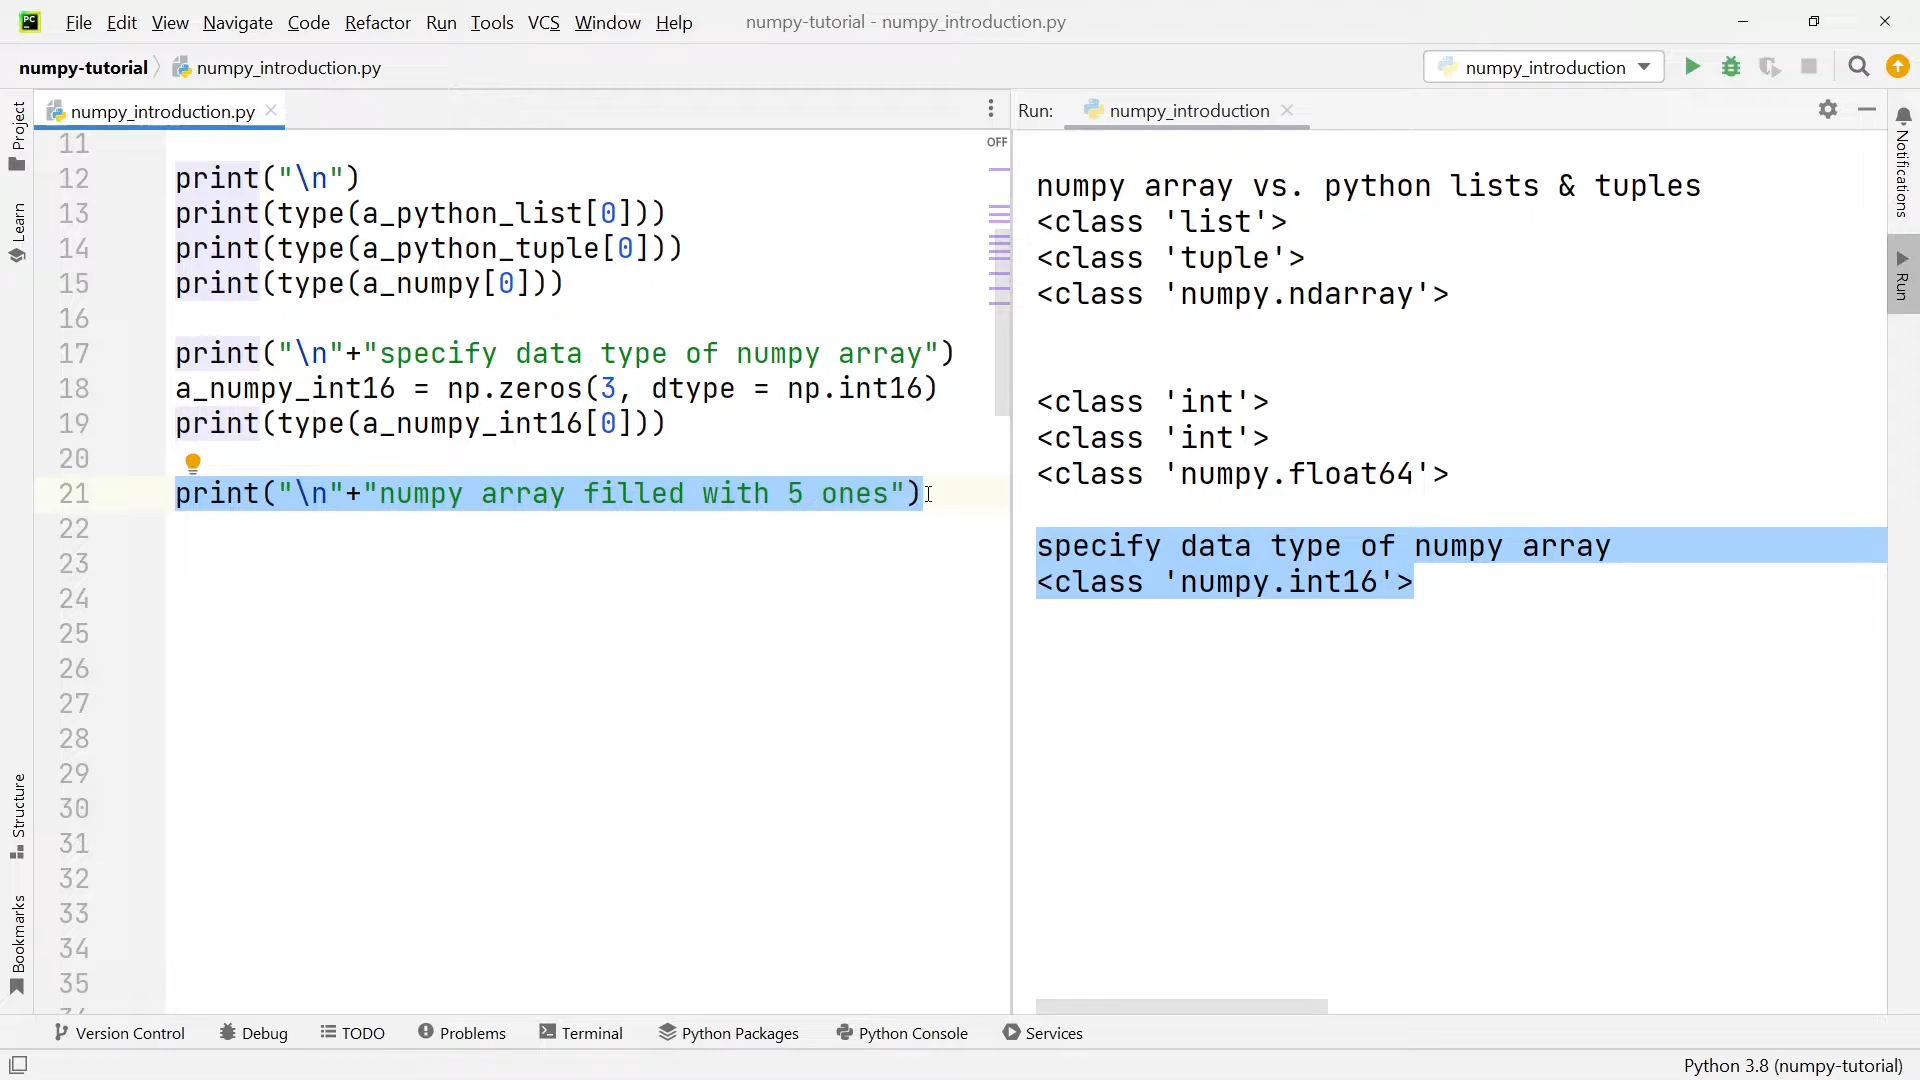 PC File Edit View Navigate Code Refactor Run Tools VCS Window Help numpy-tutorial - numpy_introduction.py
numpy-tutorial numpy_introduction.py numpy_introduction
numpy_introduction.py
Run: numpy_introduction
Project
Learn
Structure
Bookmarks
OFF
11
12 print("\n")
13 print(type(a_python_list[0]))
14 print(type(a_python_tuple[0]))
15 print(type(a_numpy[0]))
16
17 print("\n"+"specify data type of numpy array")
18 a_numpy_int16 = np.zeros(3, dtype = np.int16)
19 print(type(a_numpy_int16[0]))
20
21 print("\n"+"numpy array filled with 5 ones")
22
23
24
25
26
27
28
29
30
31
32
33
34
35
numpy array vs. python lists & tuples
<class 'list'>
<class 'tuple'>
<class 'numpy.ndarray'>
<class 'int'>
<class 'int'>
<class 'numpy.float64'>
specify data type of numpy array
<class 'numpy.int16'>
Notifications
Run
Version Control Debug TODO Problems Terminal Python Packages Python Console Services
Python 3.8 (numpy-tutorial)